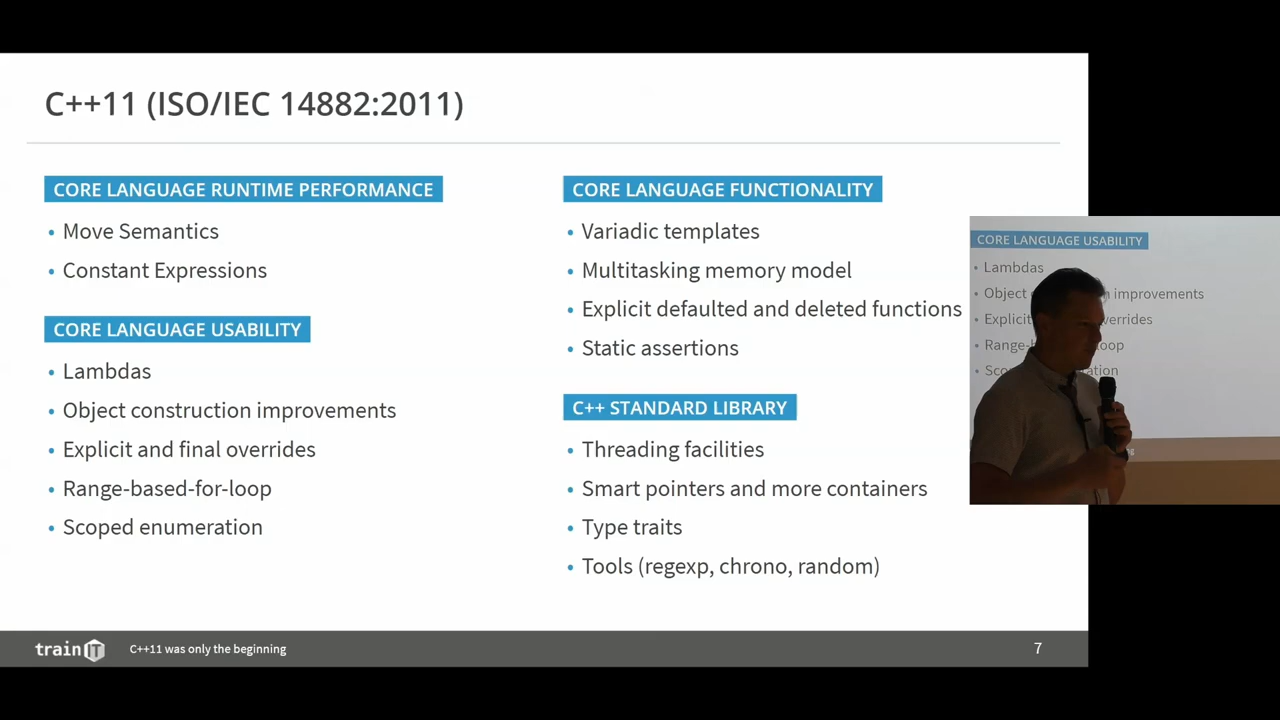 C++11 (ISO/IEC 14882:2011)
CORE LANGUAGE RUNTIME PERFORMANCE
• Move Semantics
• Constant Expressions
CORE LANGUAGE USABILITY
• Lambdas
• Object construction improvements
• Explicit and final overrides
• Range-based-for-loop
• Scoped enumeration
CORE LANGUAGE FUNCTIONALITY
• Variadic templates
• Multitasking memory model
• Explicit defaulted and deleted functions
• Static assertions
C++ STANDARD LIBRARY
• Threading facilities
• Smart pointers and more containers
• Type traits
• Tools (regexp, chrono, random)
CORE LANGUAGE USABILITY
• Lambdas
• Object improvements
• Explicit
• Range- loop
train IT
C++11 was only the beginning
7